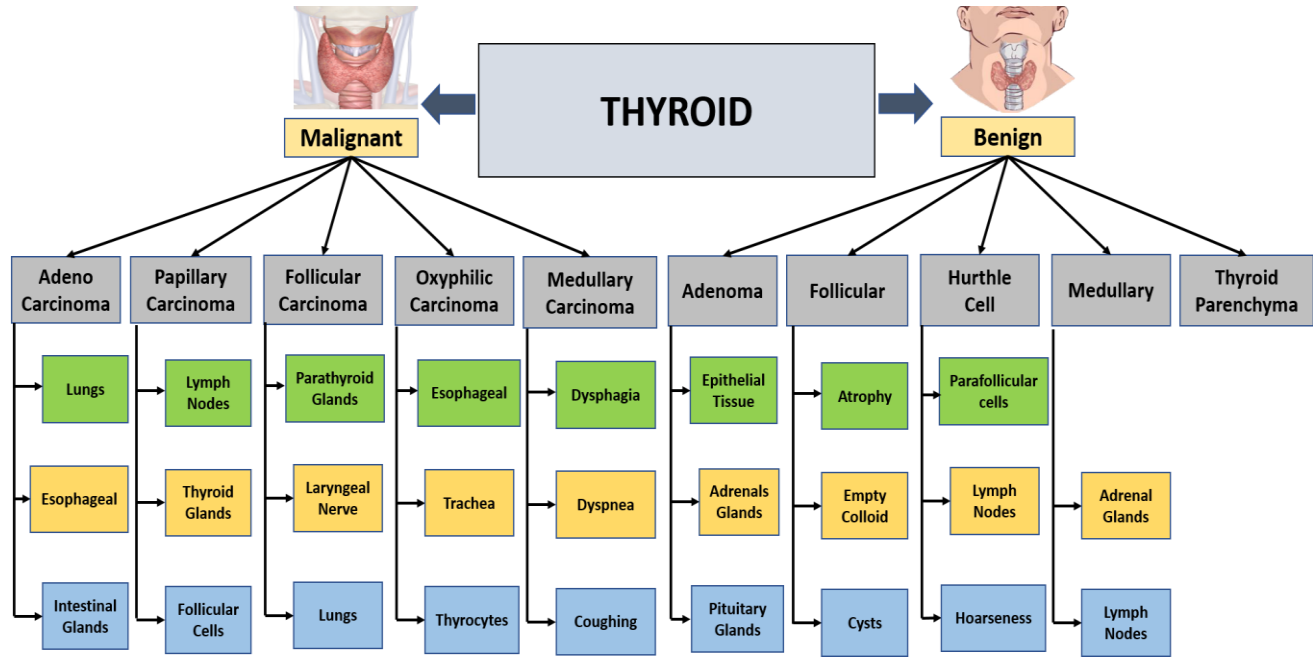 THYROID
Malignant
Benign
Adeno
Carcinoma
Papillary
Carcinoma
Follicular
Carcinoma
Oxyphilic
Carcinoma
Medullary
Carcinoma
Adenoma
Follicular
Hurthle
Cell
Medullary
Thyroid
Parenchyma
Lungs
Lymph
Nodes
Parathyroid
Glands
Esophageal
Dysphagia
Epithelial
Tissue
Atrophy
Parafollicular
cells
Esophageal
Thyroid
Glands
Laryngeal
Nerve
Trachea
Dyspnea
Adrenals
Glands
Empty
Colloid
Lymph
Nodes
Adrenal
Glands
Intestinal
Glands
Follicular
Cells
Lungs
Thyrocytes
Coughing
Pituitary
Glands
Cysts
Hoarseness
Lymph
Nodes